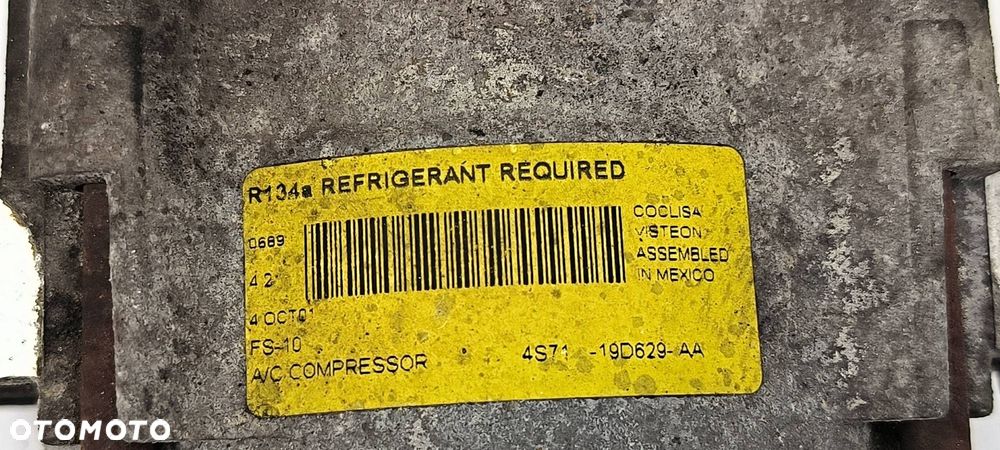 R134a REFRIGERANT REQUIRED
0689
4 2
COCLISA
VISTEON
ASSEMBLED
IN MEXICO
4 OCT01
FS-10
A/C COMPRESSOR 4S71 -19D629- AA
OTOMOTO